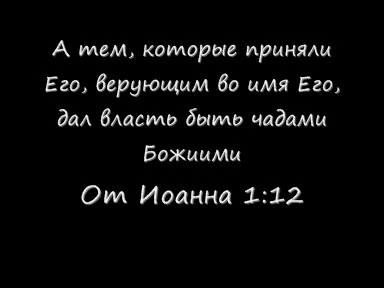 А тем, которые приняли
Его, верующим во имя Его,
дал власть быть чадами
Божиими
От Иоанна 1:12